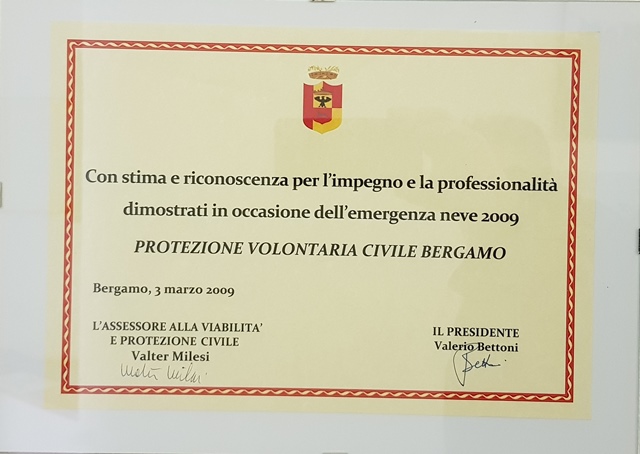 Con stima e riconoscenza per l'impegno e la professionalità
dimostrati in occasione dell'emergenza neve 2009
PROTEZIONE VOLONTARIA CIVILE BERGAMO
Bergamo, 3 marzo 2009
L'ASSESSORE ALLA VIABILITA'
E PROTEZIONE CIVILE
Valter Milesi
IL PRESIDENTE
Valerio Bettoni